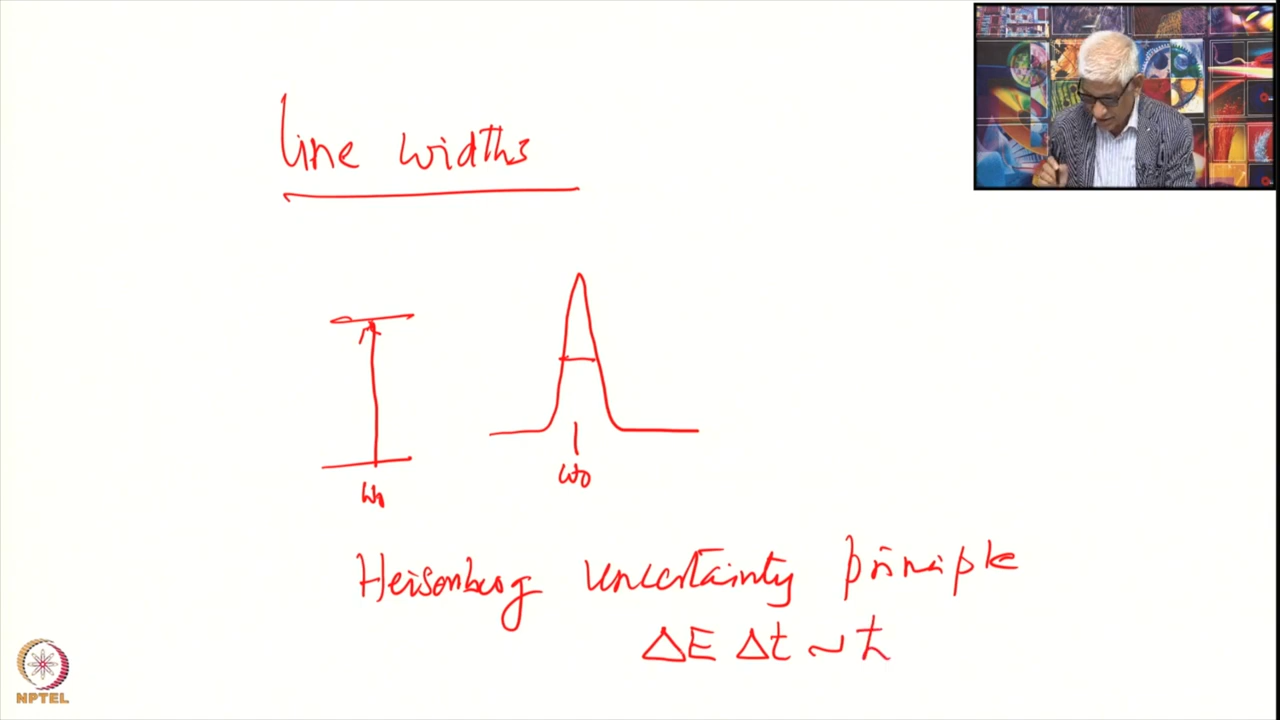 line widths
ω₀
ω₀
Heisenberg uncertainty principle
ΔE Δt ~ ħ
NPTEL